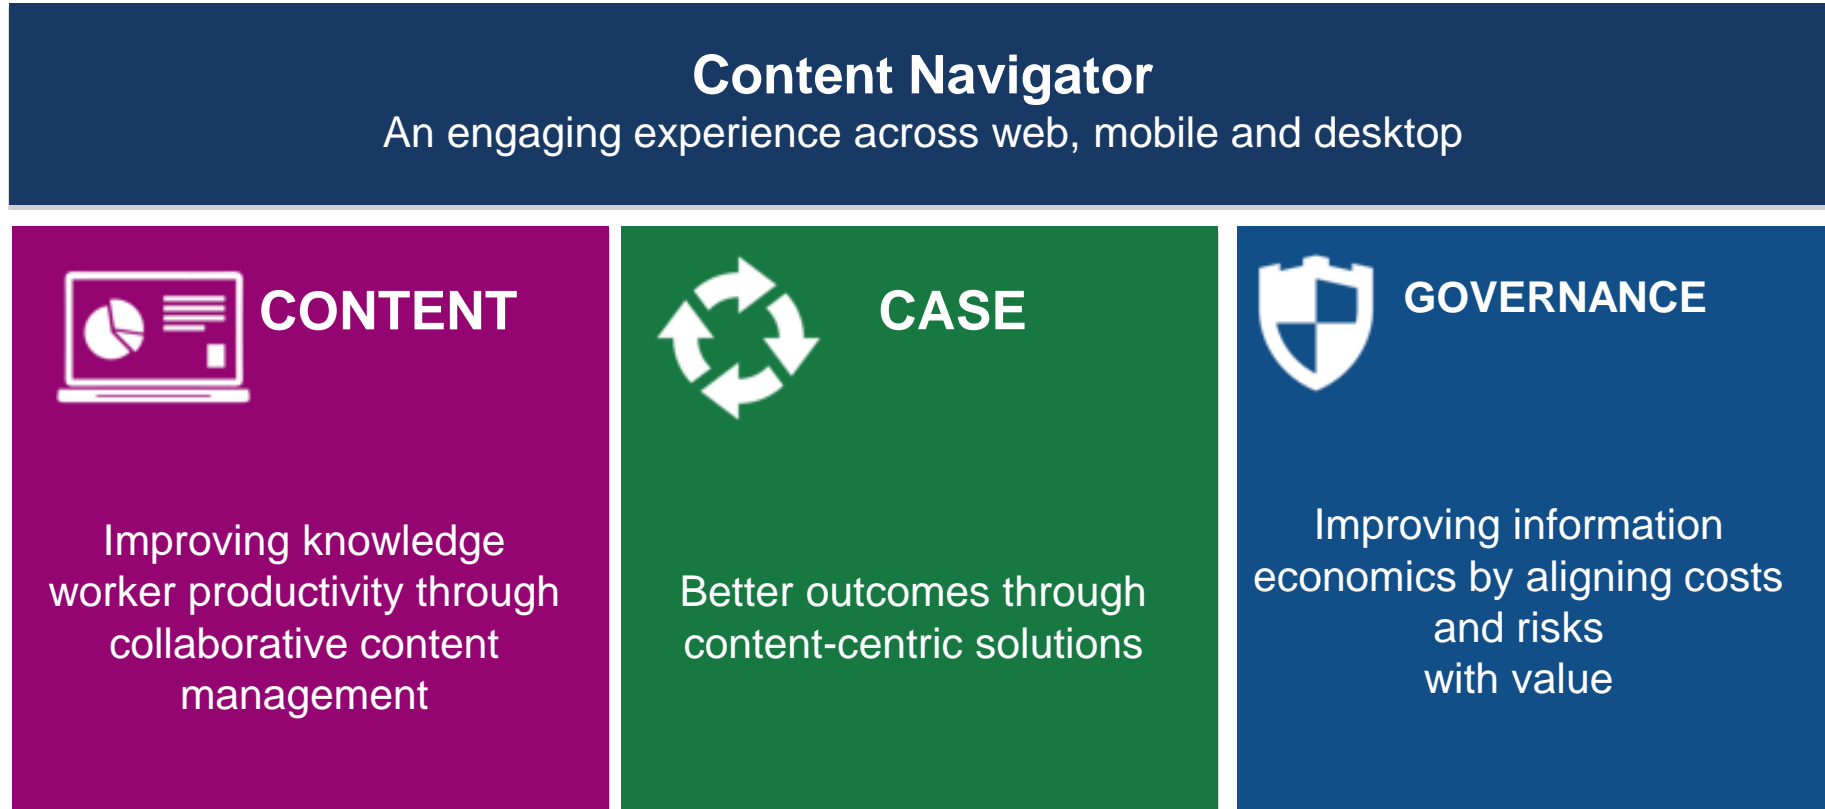 Content Navigator
An engaging experience across web, mobile and desktop
CONTENT
Improving knowledge
worker productivity through
collaborative content
management
CASE
Better outcomes through
content-centric solutions
GOVERNANCE
Improving information
economics by aligning costs
and risks
with value